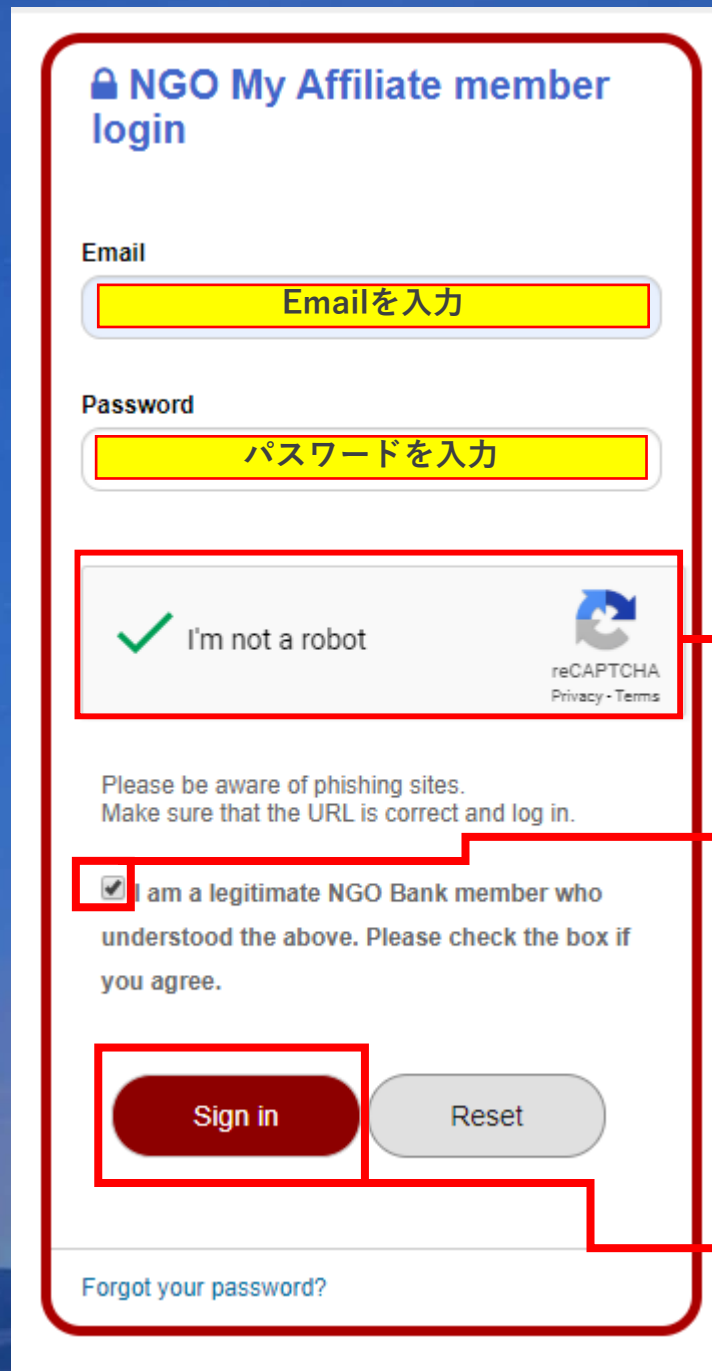 NGO My Affiliate member
login
Email
Emailを入力
Password
パスワードを入力
I'm not a robot
reCAPTCHA
Privacy - Terms
Please be aware of phishing sites.
Make sure that the URL is correct and log in.
I am a legitimate NGO Bank member who
understood the above. Please check the box if
you agree.
Sign in
Reset
Forgot your password?